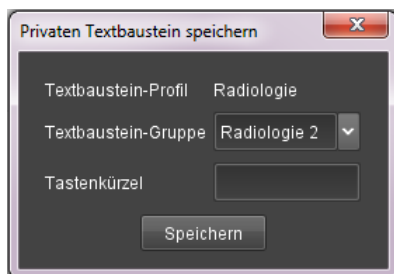 Privaten Textbaustein speichern
Textbaustein-Profil Radiologie
Textbaustein-Gruppe Radiologie 2
Tastenkürzel
Speichern